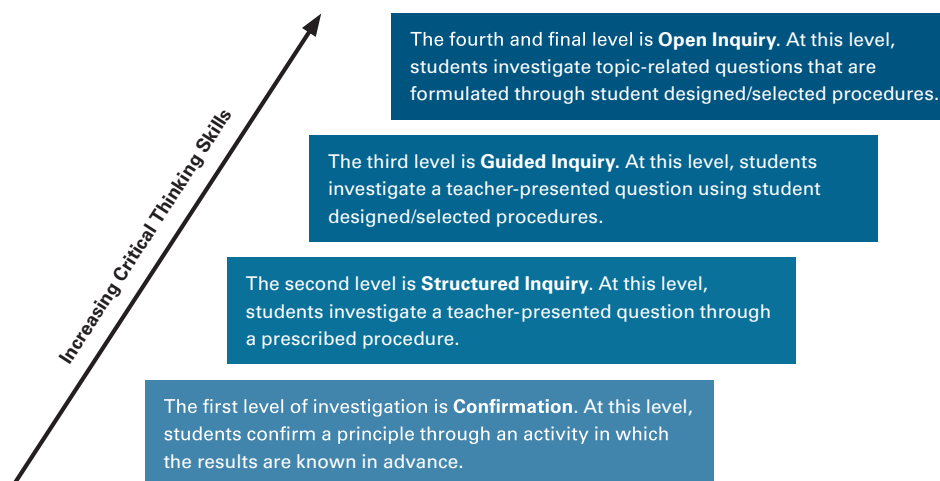 The fourth and final level is Open Inquiry. At this level,
students investigate topic-related questions that are
formulated through student designed/selected procedures.
The third level is Guided Inquiry. At this level, students
investigate a teacher-presented question using student
designed/selected procedures.
The second level is Structured Inquiry. At this level,
students investigate a teacher-presented question through
a prescribed procedure.
The first level of investigation is Confirmation. At this level,
students confirm a principle through an activity in which
the results are known in advance.
Increasing Critical Thinking Skills